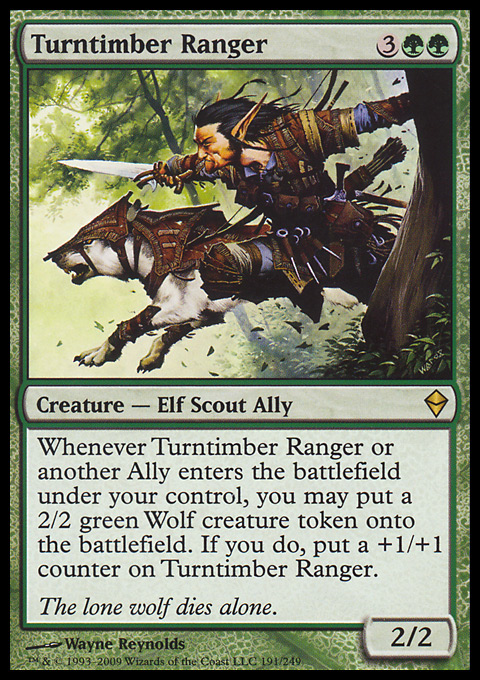 Turntimber Ranger 3
Creature — Elf Scout Ally
Whenever Turntimber Ranger or
another Ally enters the battlefield
under your control, you may put a
2/2 green Wolf creature token onto
the battlefield. If you do, put a +1/+1
counter on Turntimber Ranger.
The lone wolf dies alone.
Wayne Reynolds
2/2
™ & © 1993–2009 Wizards of the Coast LLC 191/249